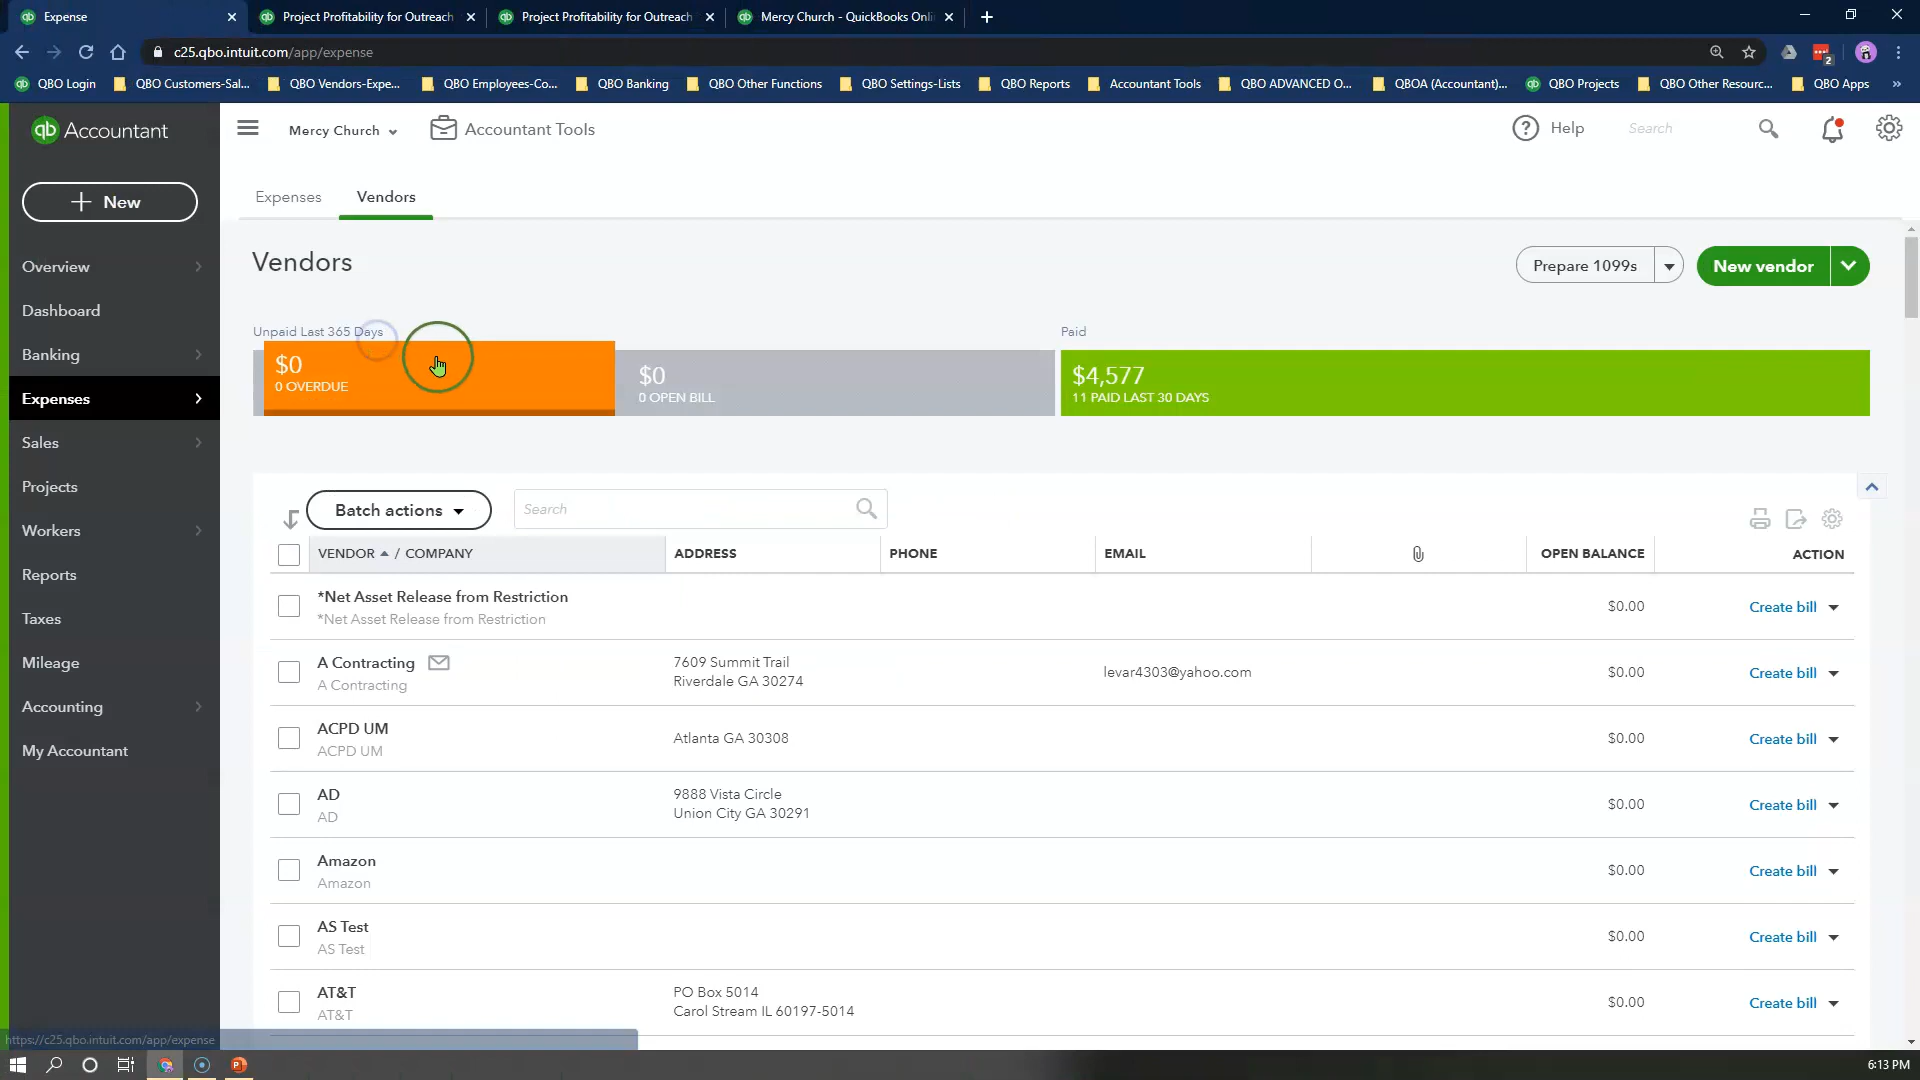 Expense
Project Profitability for Outreach
Project Profitability for Outreach
Mercy Church - QuickBooks Onli
c25.qbo.intuit.com/app/expense
2
QBO Login
QBO Customers-Sal...
QBO Vendors-Expe...
QBO Employees-Co...
QBO Banking
QBO Other Functions
QBO Settings-Lists
QBO Reports
Accountant Tools
QBO ADVANCED O...
QBOA (Accountant)...
QBO Projects
QBO Other Resourc...
QBO Apps
»
qb Accountant
Mercy Church
Accountant Tools
Help
Search
New
Expenses
Vendors
Overview
Dashboard
Banking
Expenses
Sales
Projects
Workers
Reports
Taxes
Mileage
Accounting
My Accountant
Vendors
Prepare 1099s
New vendor
Unpaid Last 365 Days
Paid
$0
0 OVERDUE
$0
0 OPEN BILL
$4,577
11 PAID LAST 30 DAYS
Batch actions
Search
VENDOR / COMPANY
ADDRESS
PHONE
EMAIL
OPEN BALANCE
ACTION
*Net Asset Release from Restriction
*Net Asset Release from Restriction
$0.00
Create bill
A Contracting
A Contracting
7609 Summit Trail
Riverdale GA 30274
levar4303@yahoo.com
$0.00
Create bill
ACPD UM
ACPD UM
Atlanta GA 30308
$0.00
Create bill
AD
AD
9888 Vista Circle
Union City GA 30291
$0.00
Create bill
Amazon
Amazon
$0.00
Create bill
AS Test
AS Test
$0.00
Create bill
AT&T
AT&T
PO Box 5014
Carol Stream IL 60197-5014
$0.00
Create bill
https://c25.qbo.intuit.com/app/expense
6:13 PM